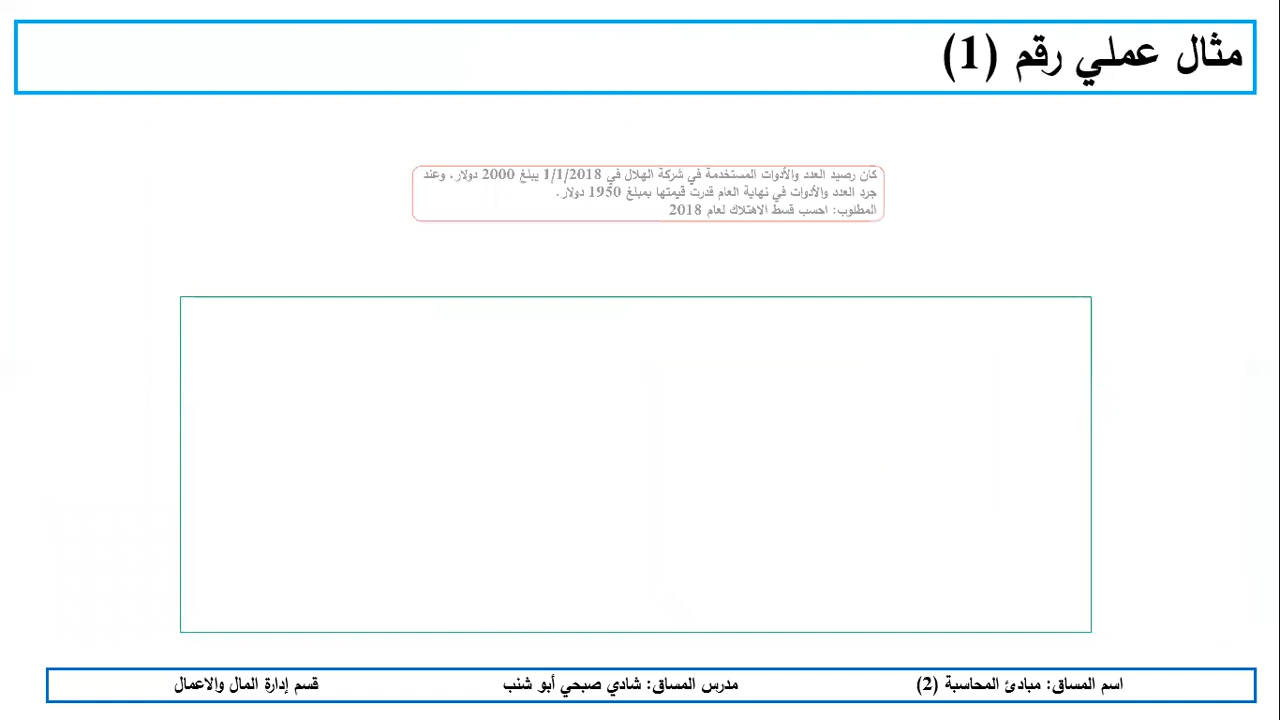 مثال عملي رقم (1)
كان رصيد العدد والأدوات المستخدمة في شركة الهلال في 1/1/2018 يبلغ 2000 دولار، وعند
جرد العدد والأدوات في نهاية العام قدرت قيمتها بمبلغ 1950 دولار.
المطلوب: احسب قسط الاهتلاك لعام 2018
اسم المساق: مبادئ المحاسبة (2)
مدرس المساق: شادي صبحي أبو شنب
قسم إدارة المال والاعمال